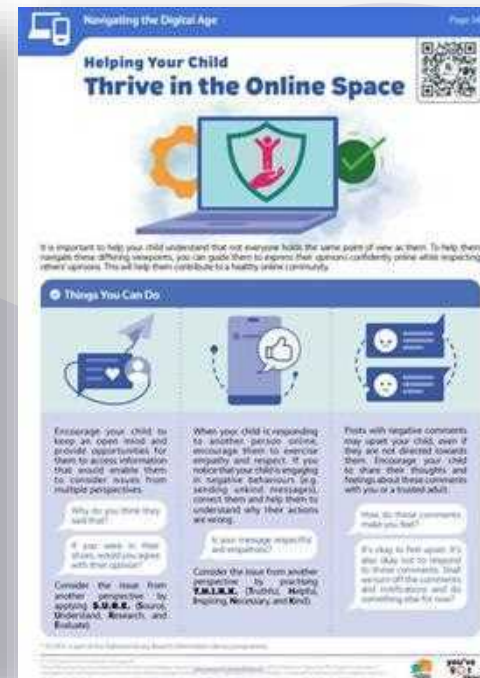 Navigating the Digital Age
Page 34
Helping Your Child
Thrive in the Online Space
It is important to help your child understand that not everyone holds the same point of view as them. To help them
navigate these differing viewpoints, you can guide them to express their opinions confidently online while respecting
others' opinions. This will help them contribute to a healthy online community.
Things You Can Do
Encourage your child to
keep an open mind and
provide opportunities for
them to access information
that would enable them
to consider issues from
multiple perspectives.
Why do you think they
said that?
If you were in their
shoes, would you agree
with their opinion?
Consider the issue from
another perspective by
applying S.U.R.E. (Source,
Understand, Research, and
Evaluate).
When your child is responding
to another person online,
encourage them to exercise
empathy and respect. If you
notice that your child is engaging
in negative behaviours (e.g.
sending unkind messages),
correct them and help them to
understand why their actions
are wrong.
Is your message respectful
and empathetic?
Consider the issue from another
perspective by practising
T.H.I.N.K. (Truthful, Helpful,
Inspiring, Necessary, and Kind).
Posts with negative comments
may upset your child, even if
they are not directed towards
them. Encourage your child
to share their thoughts and
feelings about these comments
with you or a trusted adult.
How do these comments
make you feel?
It's okay to feel upset. It's
also okay not to respond
to these comments. Shall
we turn off the comments
and notifications and do
something else for now?
you've
got